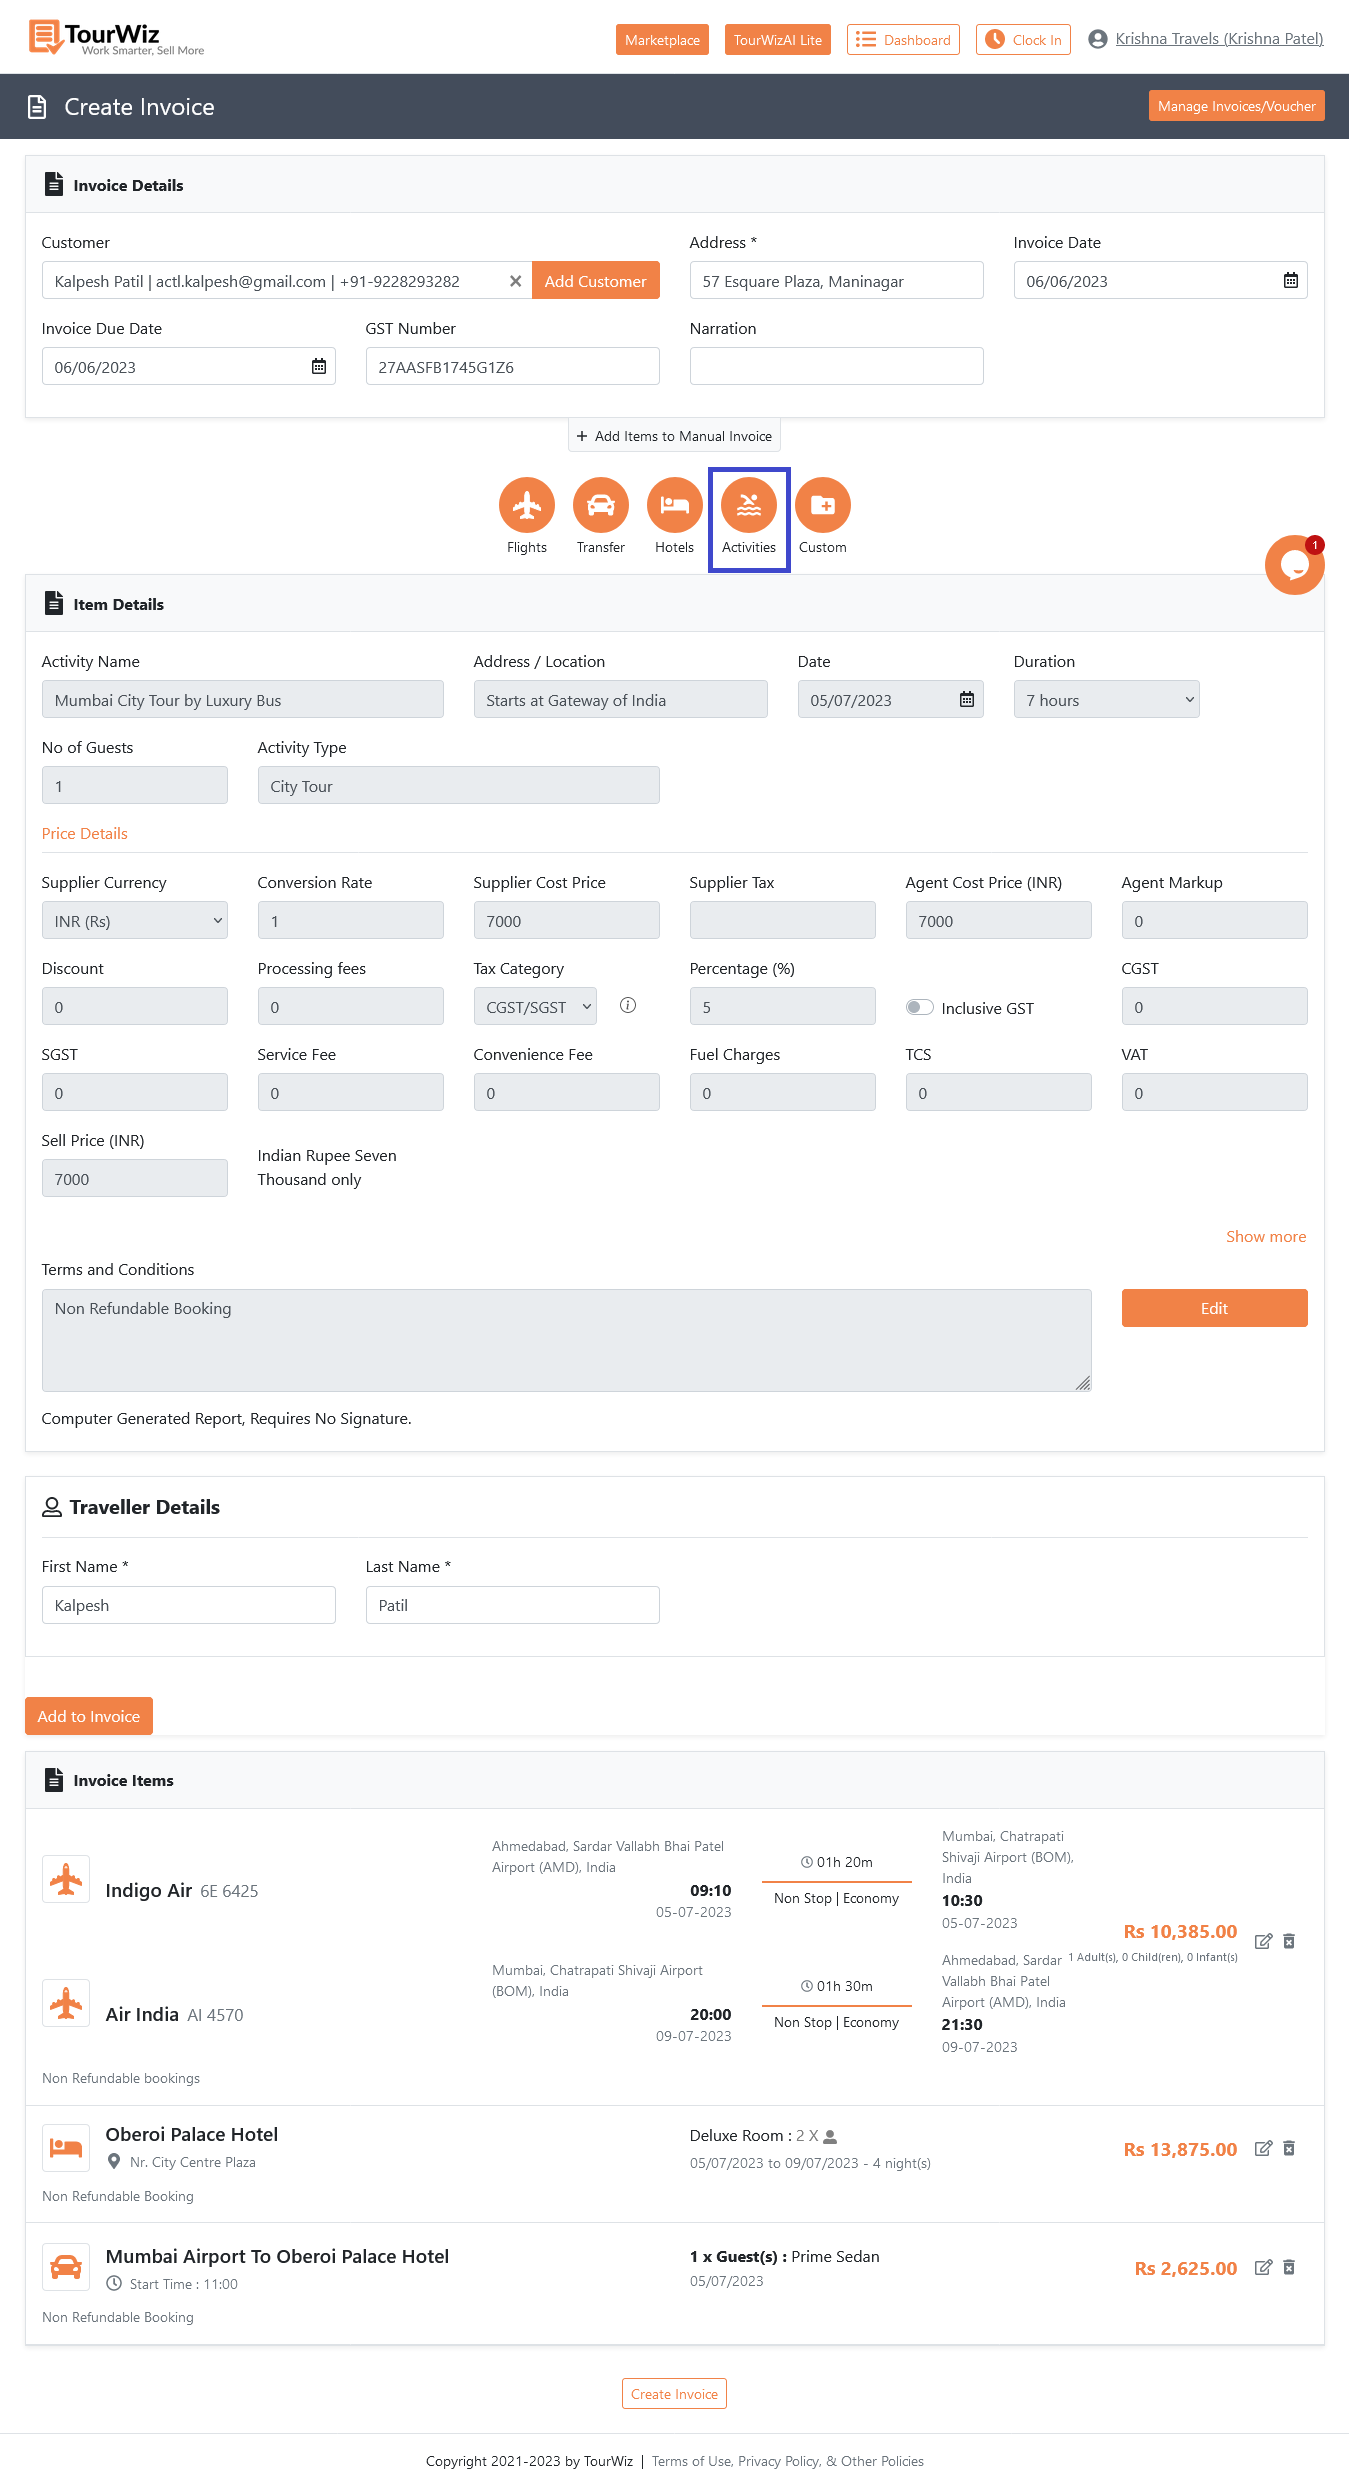 TourWiz
Work Smarter, Sell More
Marketplace
TourWizAI Lite
Dashboard
Clock In
Krishna Travels (Krishna Patel)
Create Invoice
Manage Invoices/Voucher
Invoice Details
Customer
Address *
Invoice Date
Kalpesh Patil | actl.kalpesh@gmail.com | +91-9228293282
Add Customer
57 Esquare Plaza, Maninagar
06/06/2023
Invoice Due Date
GST Number
Narration
06/06/2023
27AASFB1745G1Z6
+ Add Items to Manual Invoice
Flights
Transfer
Hotels
Activities
Custom
1
Item Details
Activity Name
Address / Location
Date
Duration
Mumbai City Tour by Luxury Bus
Starts at Gateway of India
05/07/2023
7 hours
No of Guests
Activity Type
1
City Tour
Price Details
Supplier Currency
Conversion Rate
Supplier Cost Price
Supplier Tax
Agent Cost Price (INR)
Agent Markup
INR (Rs)
1
7000
7000
0
Discount
Processing fees
Tax Category
Percentage (%)
CGST
0
0
CGST/SGST
5
Inclusive GST
0
SGST
Service Fee
Convenience Fee
Fuel Charges
TCS
VAT
0
0
0
0
0
0
Sell Price (INR)
7000
Indian Rupee Seven
Thousand only
Show more
Terms and Conditions
Non Refundable Booking
Edit
Computer Generated Report, Requires No Signature.
Traveller Details
First Name *
Last Name *
Kalpesh
Patil
Add to Invoice
Invoice Items
Indigo Air 6E 6425
Ahmedabad, Sardar Vallabh Bhai Patel
Airport (AMD), India
09:10
05-07-2023
01h 20m
Non Stop | Economy
Mumbai, Chatrapati
Shivaji Airport (BOM),
India
10:30
05-07-2023
Rs 10,385.00
1 Adult(s), 0 Child(ren), 0 Infant(s)
Air India AI 4570
Mumbai, Chatrapati Shivaji Airport
(BOM), India
20:00
09-07-2023
01h 30m
Non Stop | Economy
Ahmedabad, Sardar
Vallabh Bhai Patel
Airport (AMD), India
21:30
09-07-2023
Non Refundable bookings
Oberoi Palace Hotel
Nr. City Centre Plaza
Deluxe Room : 2 X
05/07/2023 to 09/07/2023 - 4 night(s)
Rs 13,875.00
Non Refundable Booking
Mumbai Airport To Oberoi Palace Hotel
Start Time : 11:00
1 x Guest(s) : Prime Sedan
05/07/2023
Rs 2,625.00
Non Refundable Booking
Create Invoice
Copyright 2021-2023 by TourWiz | Terms of Use, Privacy Policy, & Other Policies